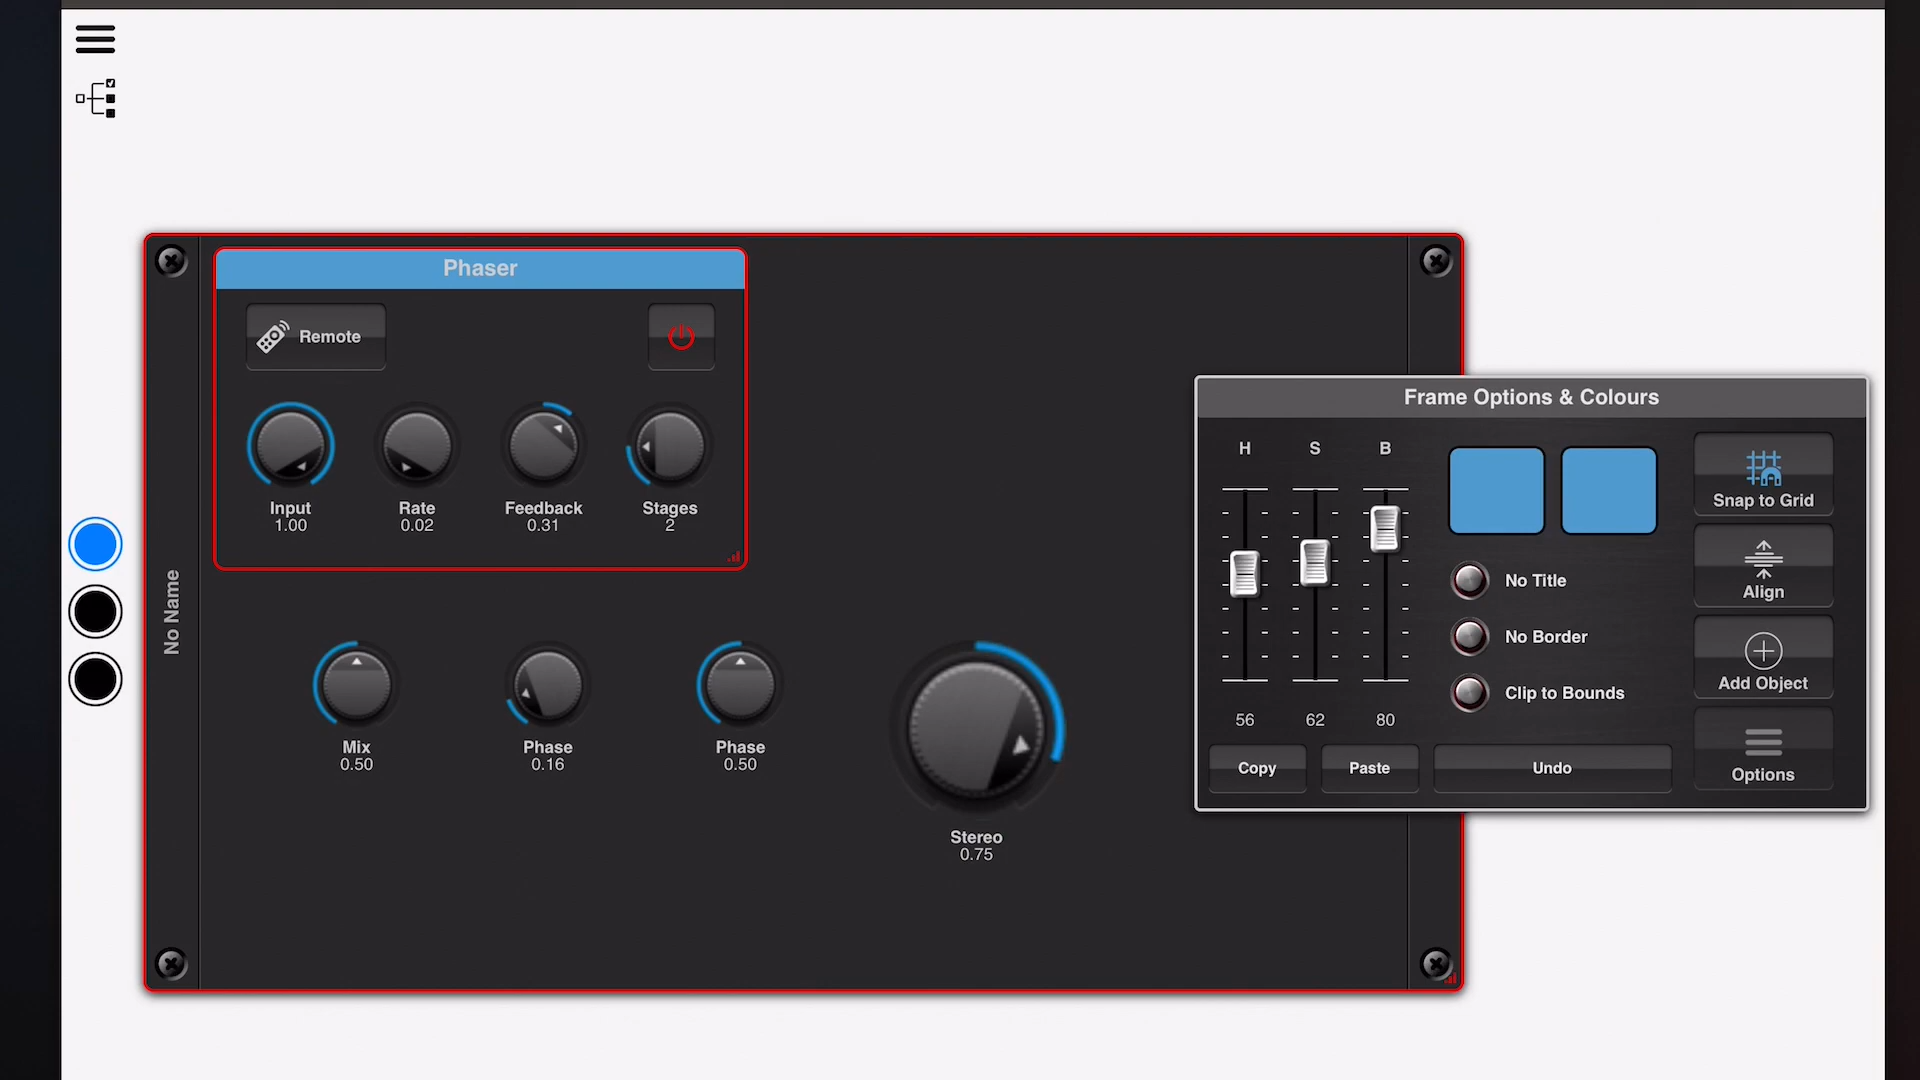 Phaser
Remote
Input
1.00
Rate
0.02
Feedback
0.31
Stages
2
No Name
Mix
0.50
Phase
0.16
Phase
0.50
Stereo
0.75
Frame Options & Colours
H S B
56 62 80
No Title
No Border
Clip to Bounds
Copy
Paste
Undo
Snap to Grid
Align
Add Object
Options